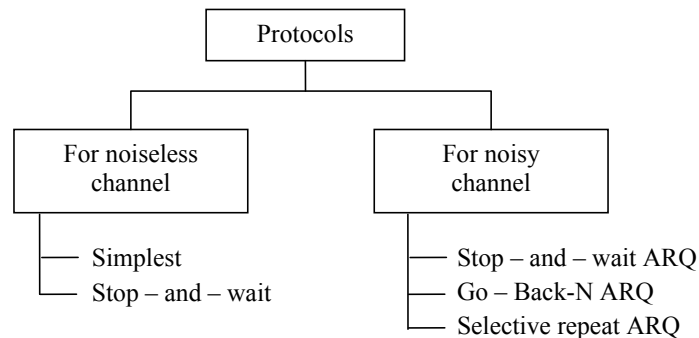 Protocols
For noiseless
channel
For noisy
channel
Simplest
Stop – and – wait
Stop – and – wait ARQ
Go – Back-N ARQ
Selective repeat ARQ